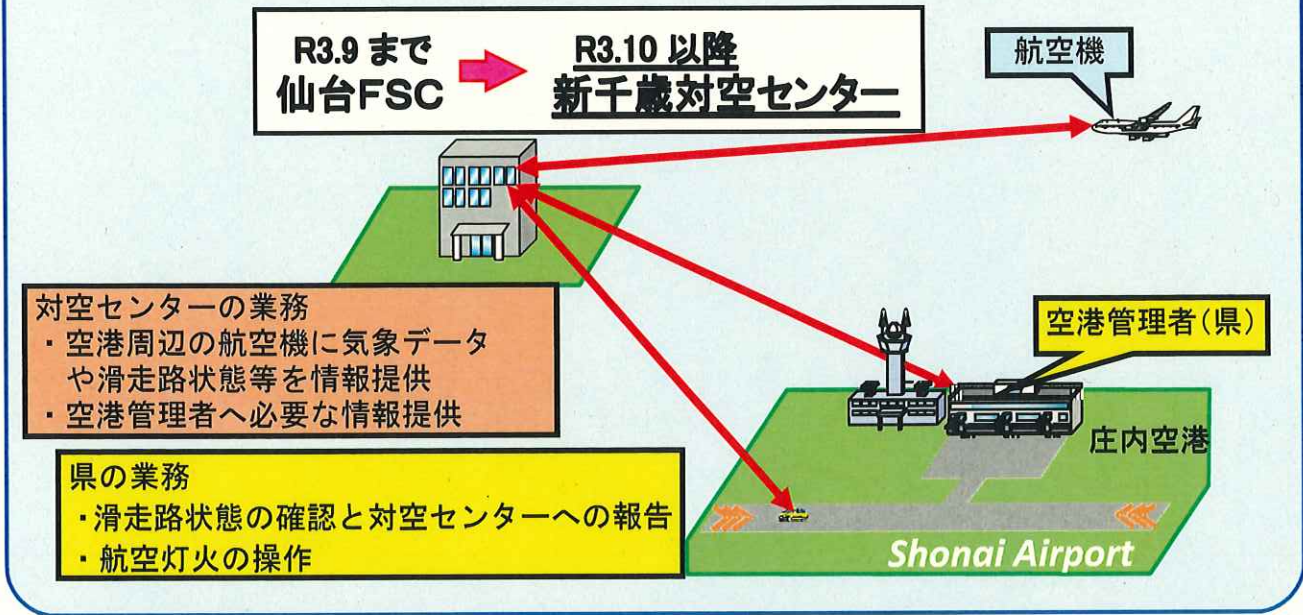 R3.9 まで
仙台FSC
R3.10 以降
新千歳対空センター
航空機
対空センターの業務
・空港周辺の航空機に気象データ
や滑走路状態等を情報提供
・空港管理者へ必要な情報提供
空港管理者(県)
庄内空港
県の業務
・滑走路状態の確認と対空センターへの報告
・航空灯火の操作
Shonai Airport